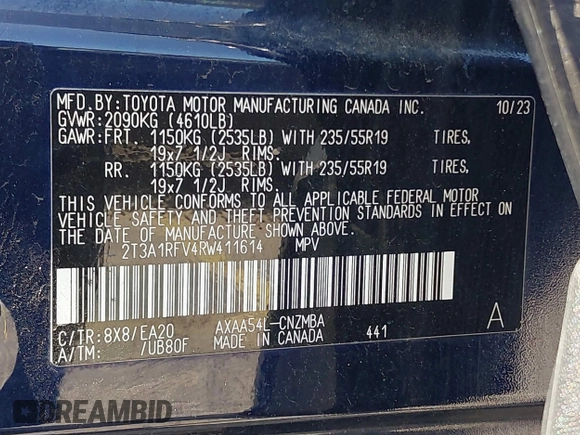 MFD.BY:TOYOTA MOTOR MANUFACTURING CANADA INC. 10/23
GVWR:2090KG (4610LB)
GAWR:FRT. 1150KG (2535LB) WITH 235/55R19 TIRES,
19x7 1/2J RIMS.
RR. 1150KG (2535LB) WITH 235/55R19 TIRES,
19x7 1/2J RIMS.
THIS VEHICLE CONFORMS TO ALL APPLICABLE FEDERAL MOTOR
VEHICLE SAFETY AND THEFT PREVENTION STANDARDS IN EFFECT ON
THE DATE OF MANUFACTURE SHOWN ABOVE.
2T3A1RFV4RW411614 MPV
C/TR:8X8/EA20 AXAA54L-CNZMBA A
A/TM: /UB80F MADE IN CANADA 441
DREAMBID